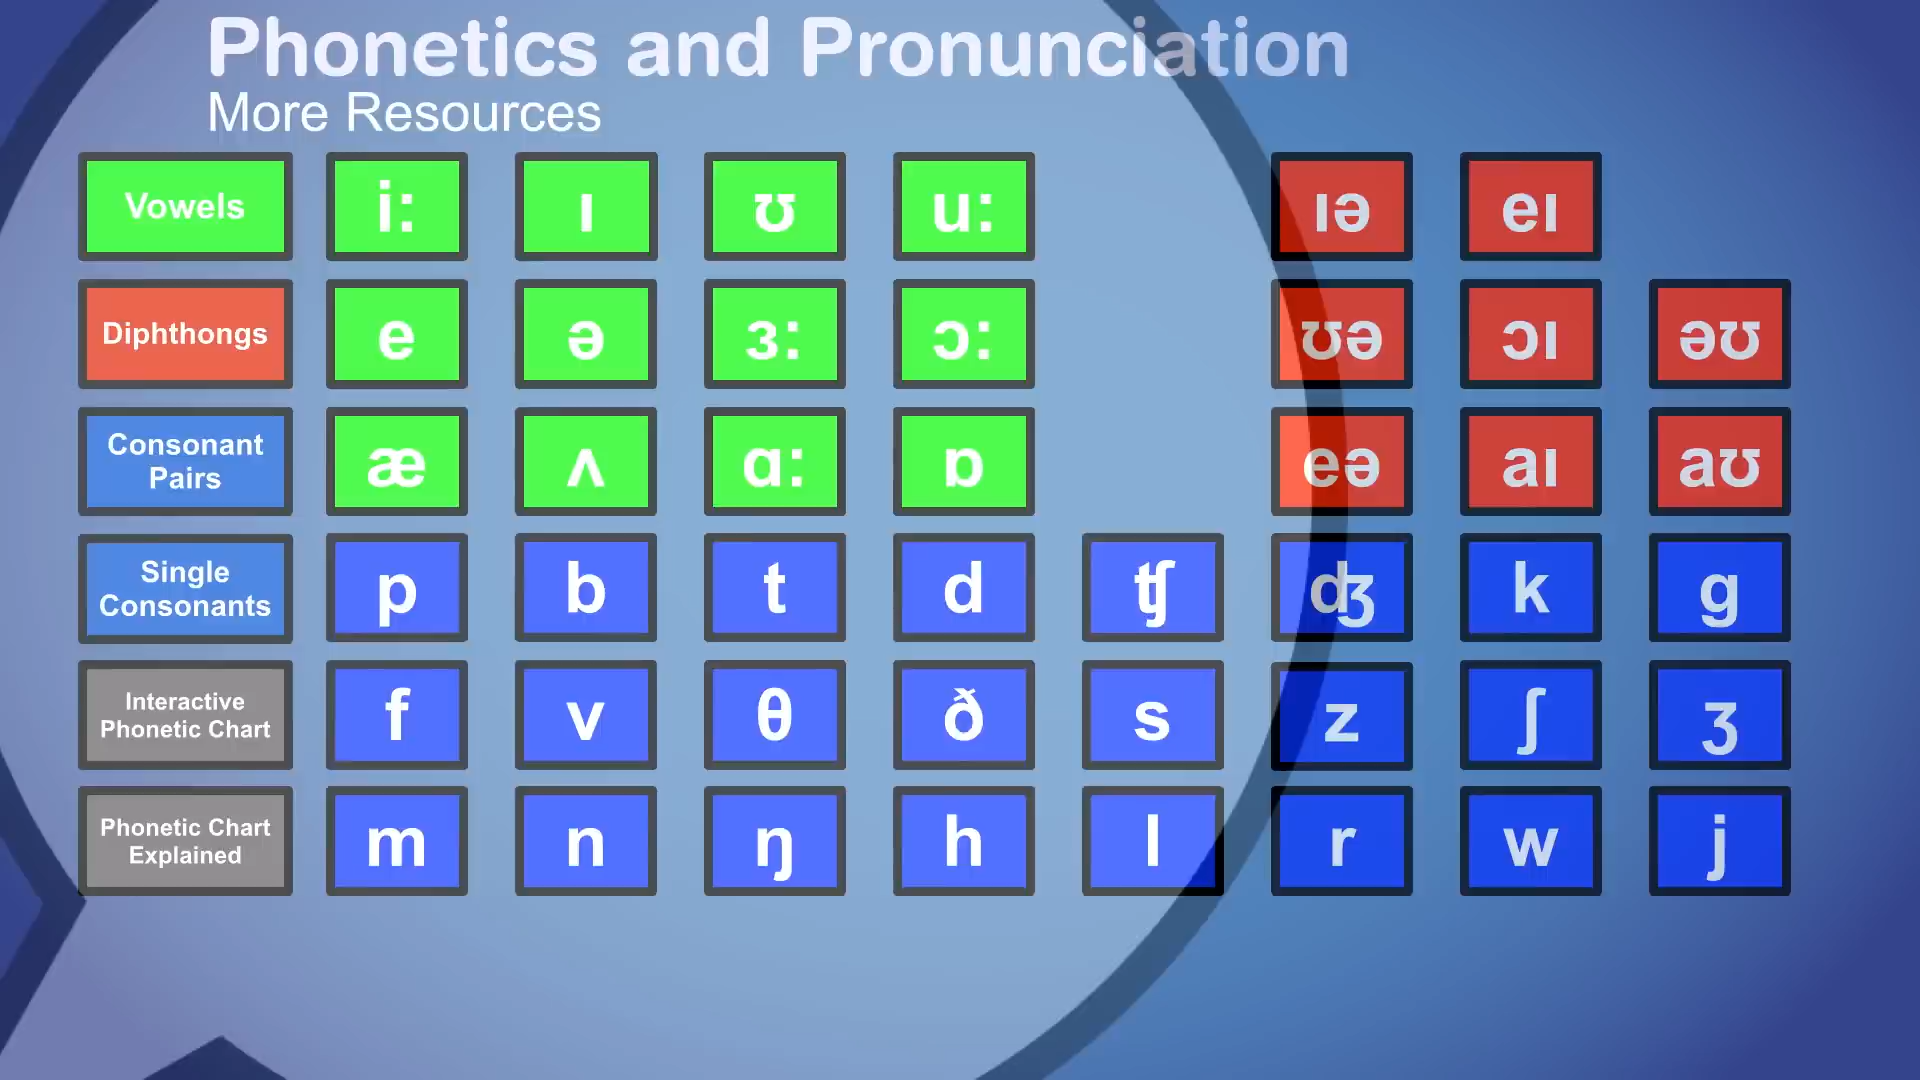 Phonetics and Pronunciation
More Resources
Vowels i: ɪ ʊ u: ɪə eɪ
Diphthongs e ə ɜ: ɔ: ʊə ɔɪ əʊ
Consonant
Pairs
æ ʌ ɑ: ɒ eə aɪ aʊ
Single
Consonants
p b t d ʧ ʤ k g
Interactive
Phonetic Chart
f v θ ð s z ʃ ʒ
Phonetic Chart
Explained
m n ŋ h l r w j